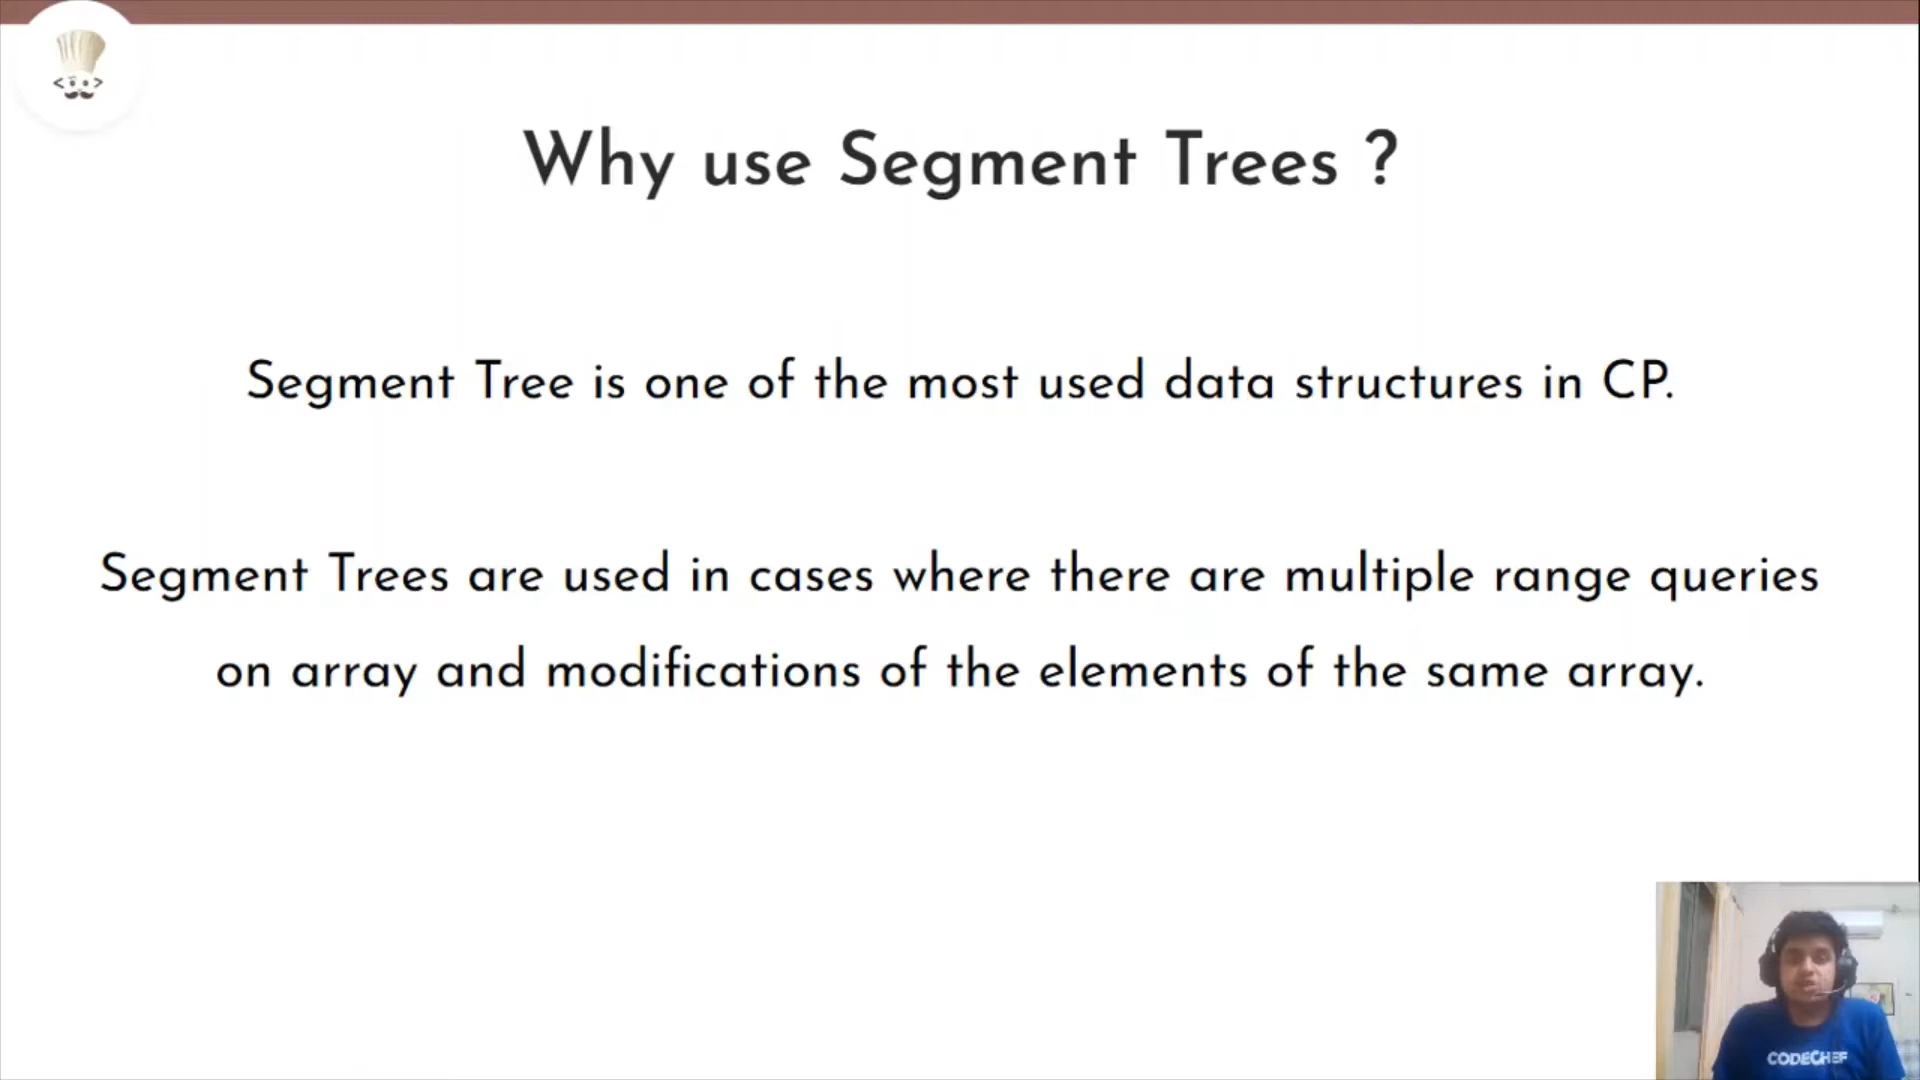 Why use Segment Trees ?
Segment Tree is one of the most used data structures in CP.
Segment Trees are used in cases where there are multiple range queries
on array and modifications of the elements of the same array.
CODECHEF